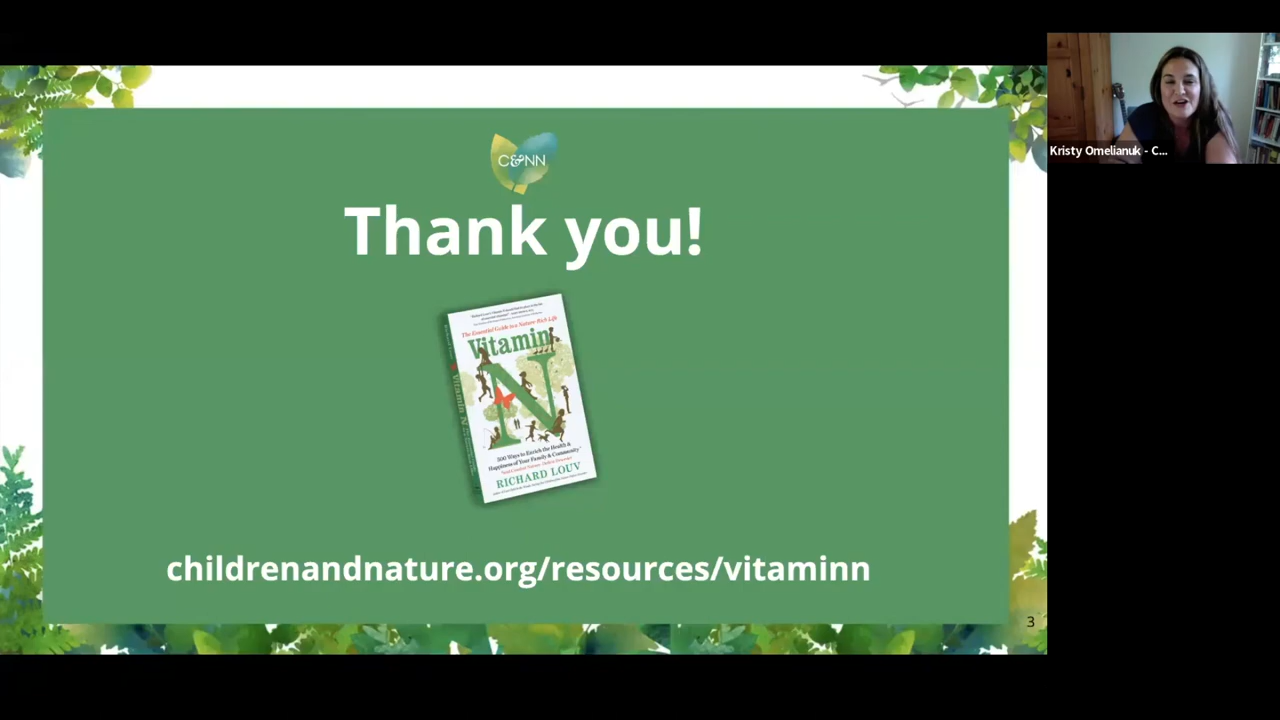 C&NN
Thank you!
The Essential Guide to a Nature-Rich Life
Vitamin
N
Vitamin N
500 Ways to Enrich the Health &
Happiness of Your Family & Community
RICHARD LOUV
childrenandnature.org/resources/vitaminn
3
Kristy Omelianuk - C...